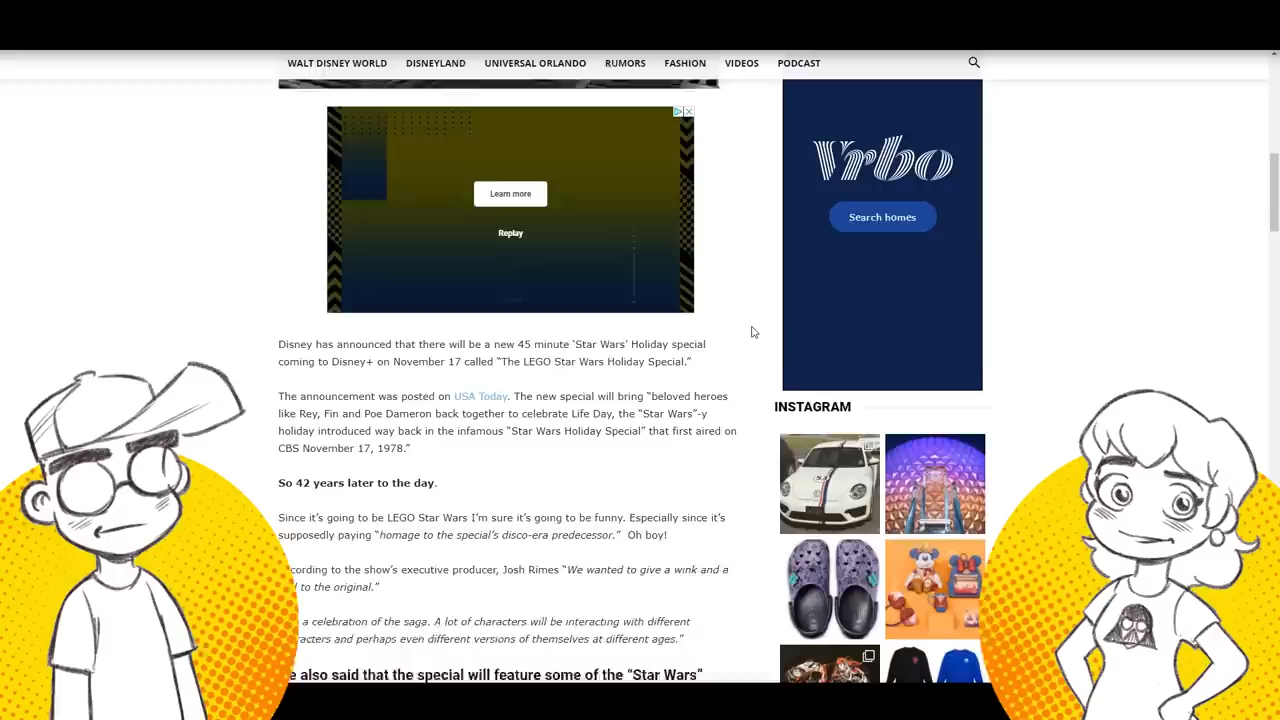 WALT DISNEY WORLD DISNEYLAND UNIVERSAL ORLANDO RUMORS FASHION VIDEOS PODCAST
Learn more
Replay
Vrbo
Search homes
Disney has announced that there will be a new 45 minute ‘Star Wars’ Holiday special
coming to Disney+ on November 17 called “The LEGO Star Wars Holiday Special.”
The announcement was posted on USA Today. The new special will bring “beloved heroes
like Rey, Fin and Poe Dameron back together to celebrate Life Day, the “Star Wars”-y
holiday introduced way back in the infamous “Star Wars Holiday Special” that first aired on
CBS November 17, 1978.”
So 42 years later to the day.
Since it’s going to be LEGO Star Wars I’m sure it’s going to be funny. Especially since it’s
supposedly paying “homage to the special’s disco-era predecessor.” Oh boy!
cording to the show’s executive producer, Josh Rimes “We wanted to give a wink and a
to the original.”
a celebration of the saga. A lot of characters will be interacting with different
racters and perhaps even different versions of themselves at different ages.”
e also said that the special will feature some of the “Star Wars”
INSTAGRAM
53